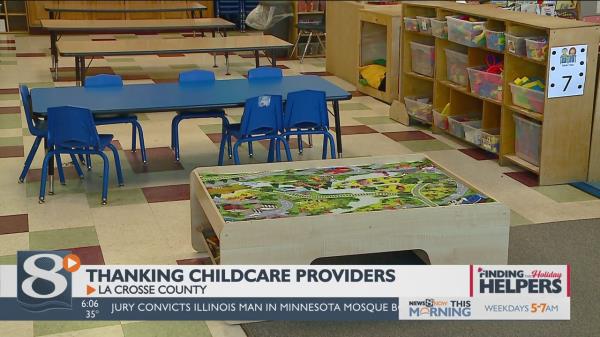 7
8
THANKING CHILDCARE PROVIDERS
LA CROSSE COUNTY
FINDING Holiday
HELPERS
6:06
35°
JURY CONVICTS ILLINOIS MAN IN MINNESOTA MOSQUE B
NEWS 8 NOW THIS
MORNING
WEEKDAYS 5-7AM